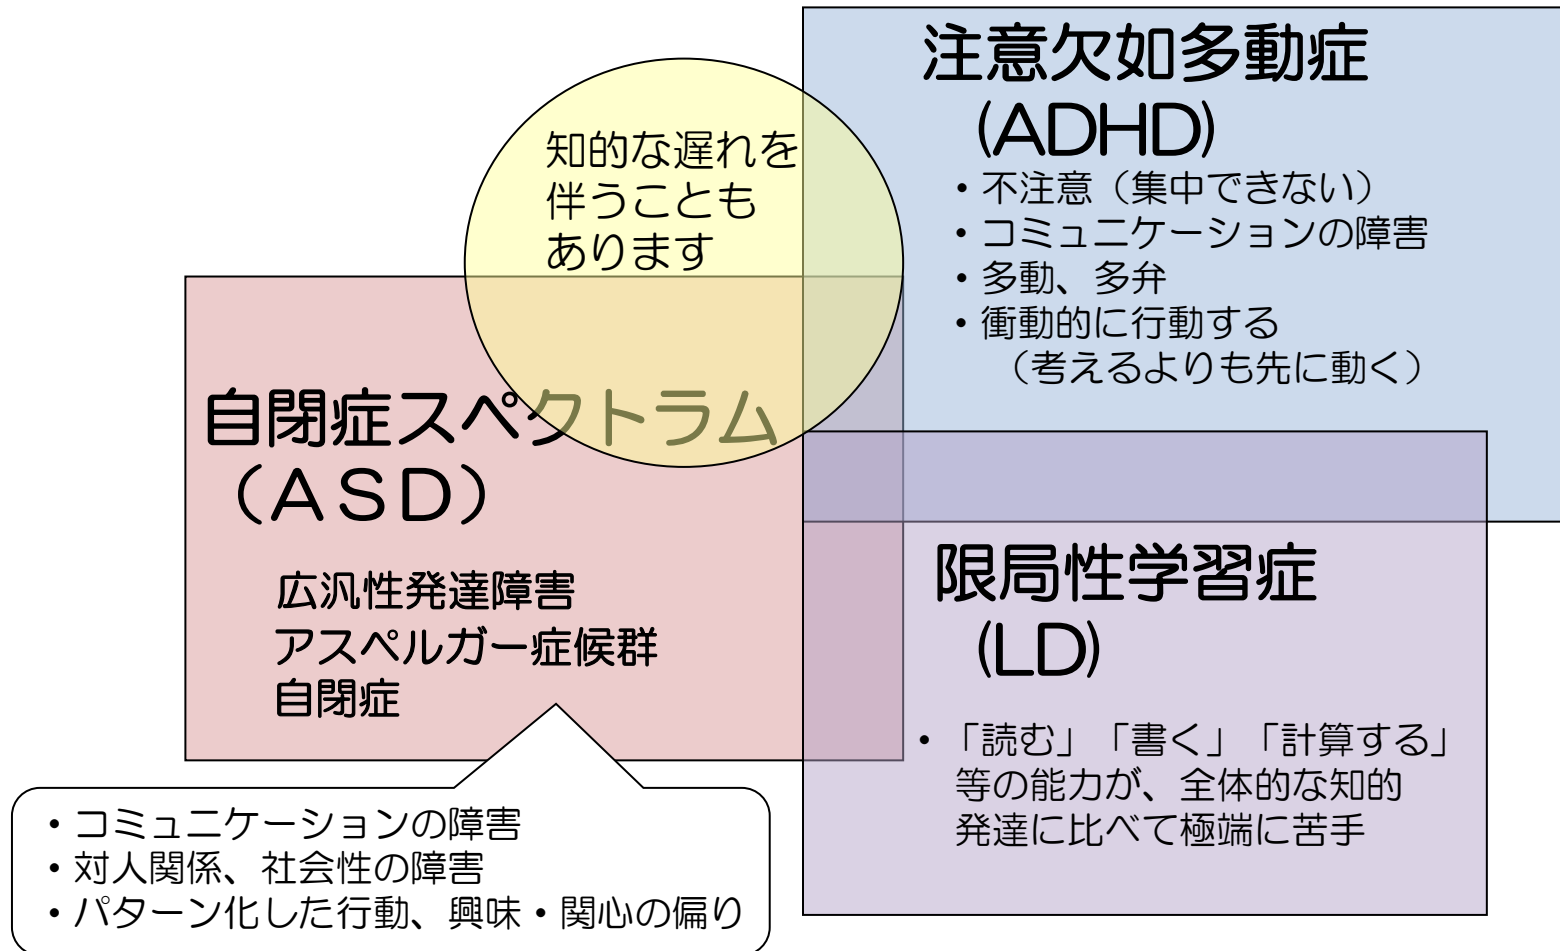 知的な遅れを
伴うことも
あります
注意欠如多動症
(ADHD)
・不注意（集中できない）
・コミュニケーションの障害
・多動、多弁
・衝動的に行動する
（考えるよりも先に動く）
自閉症スペクトラム
（ＡＳＤ）
広汎性発達障害
アスペルガー症候群
自閉症
・コミュニケーションの障害
・対人関係、社会性の障害
・パターン化した行動、興味・関心の偏り
限局性学習症
(LD)
・「読む」「書く」「計算する」
等の能力が、全体的な知的
発達に比べて極端に苦手